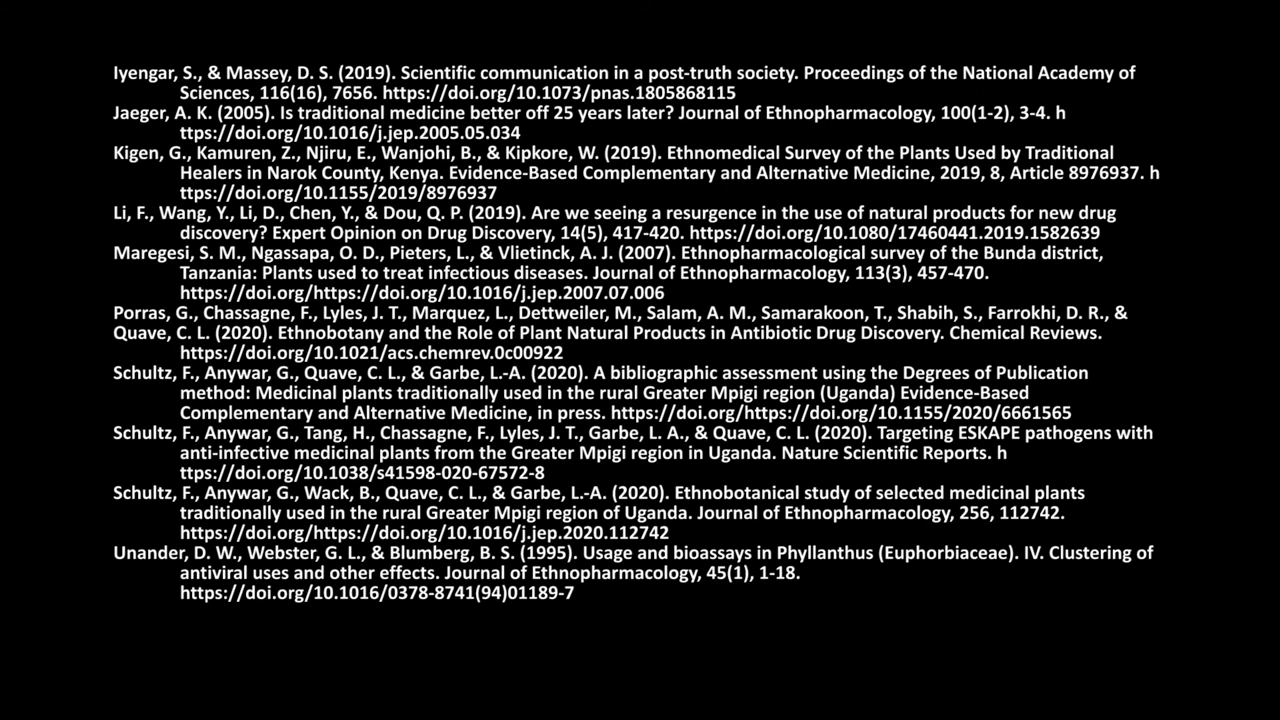 Iyengar, S., & Massey, D. S. (2019). Scientific communication in a post-truth society. Proceedings of the National Academy of
Sciences, 116(16), 7656. https://doi.org/10.1073/pnas.1805868115
Jaeger, A. K. (2005). Is traditional medicine better off 25 years later? Journal of Ethnopharmacology, 100(1-2), 3-4. h
ttps://doi.org/10.1016/j.jep.2005.05.034
Kigen, G., Kamuren, Z., Njiru, E., Wanjohi, B., & Kipkore, W. (2019). Ethnomedical Survey of the Plants Used by Traditional
Healers in Narok County, Kenya. Evidence-Based Complementary and Alternative Medicine, 2019, 8, Article 8976937. h
ttps://doi.org/10.1155/2019/8976937
Li, F., Wang, Y., Li, D., Chen, Y., & Dou, Q. P. (2019). Are we seeing a resurgence in the use of natural products for new drug
discovery? Expert Opinion on Drug Discovery, 14(5), 417-420. https://doi.org/10.1080/17460441.2019.1582639
Maregesi, S. M., Ngassapa, O. D., Pieters, L., & Vlietinck, A. J. (2007). Ethnopharmacological survey of the Bunda district,
Tanzania: Plants used to treat infectious diseases. Journal of Ethnopharmacology, 113(3), 457-470.
https://doi.org/https://doi.org/10.1016/j.jep.2007.07.006
Porras, G., Chassagne, F., Lyles, J. T., Marquez, L., Dettweiler, M., Salam, A. M., Samarakoon, T., Shabih, S., Farrokhi, D. R., &
Quave, C. L. (2020). Ethnobotany and the Role of Plant Natural Products in Antibiotic Drug Discovery. Chemical Reviews.
https://doi.org/10.1021/acs.chemrev.0c00922
Schultz, F., Anywar, G., Quave, C. L., & Garbe, L.-A. (2020). A bibliographic assessment using the Degrees of Publication
method: Medicinal plants traditionally used in the rural Greater Mpigi region (Uganda) Evidence-Based
Complementary and Alternative Medicine, in press. https://doi.org/https://doi.org/10.1155/2020/6661565
Schultz, F., Anywar, G., Tang, H., Chassagne, F., Lyles, J. T., Garbe, L. A., & Quave, C. L. (2020). Targeting ESKAPE pathogens with
anti-infective medicinal plants from the Greater Mpigi region in Uganda. Nature Scientific Reports. h
ttps://doi.org/10.1038/s41598-020-67572-8
Schultz, F., Anywar, G., Wack, B., Quave, C. L., & Garbe, L.-A. (2020). Ethnobotanical study of selected medicinal plants
traditionally used in the rural Greater Mpigi region of Uganda. Journal of Ethnopharmacology, 256, 112742.
https://doi.org/https://doi.org/10.1016/j.jep.2020.112742
Unander, D. W., Webster, G. L., & Blumberg, B. S. (1995). Usage and bioassays in Phyllanthus (Euphorbiaceae). IV. Clustering of
antiviral uses and other effects. Journal of Ethnopharmacology, 45(1), 1-18.
https://doi.org/10.1016/0378-8741(94)01189-7